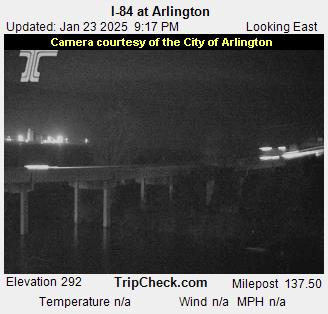 I-84 at Arlington
Updated: Jan 23 2025 9:17 PM Looking East
Camera courtesy of the City of Arlington
Elevation 292 TripCheck.com Milepost 137.50
Temperature n/a Wind n/a MPH n/a